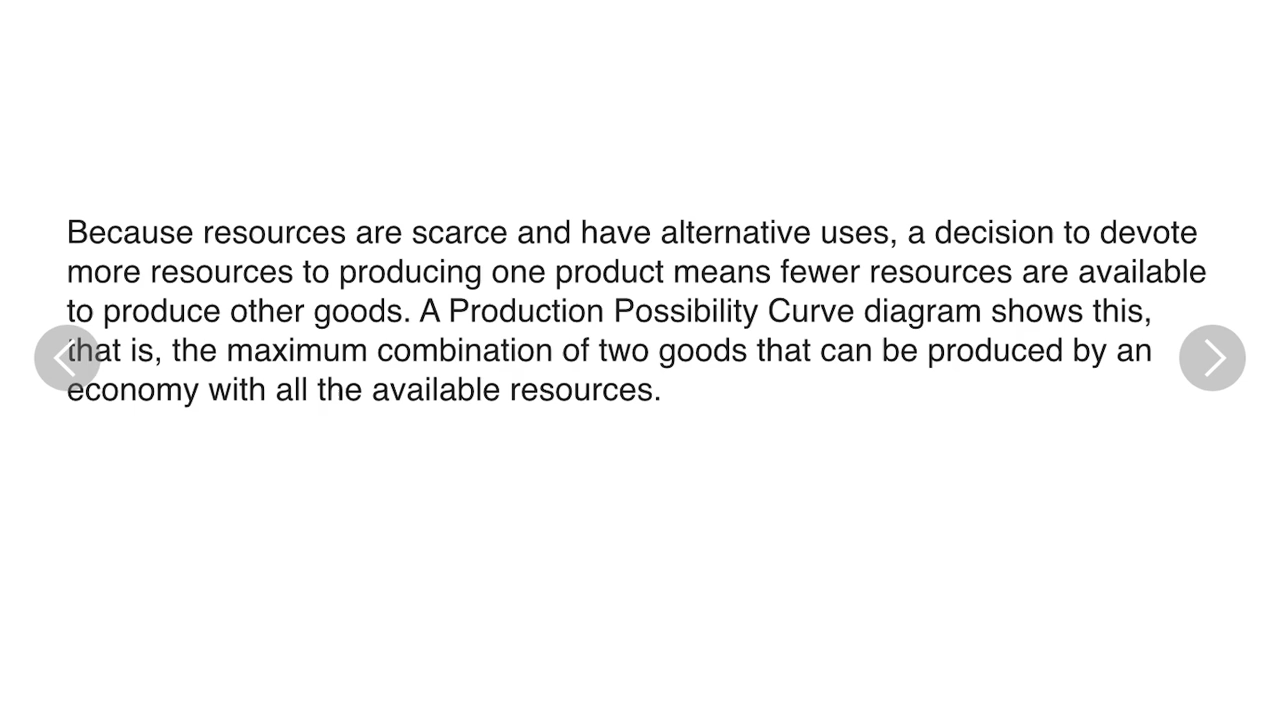 Because resources are scarce and have alternative uses, a decision to devote
more resources to producing one product means fewer resources are available
to produce other goods. A Production Possibility Curve diagram shows this,
that is, the maximum combination of two goods that can be produced by an
economy with all the available resources.